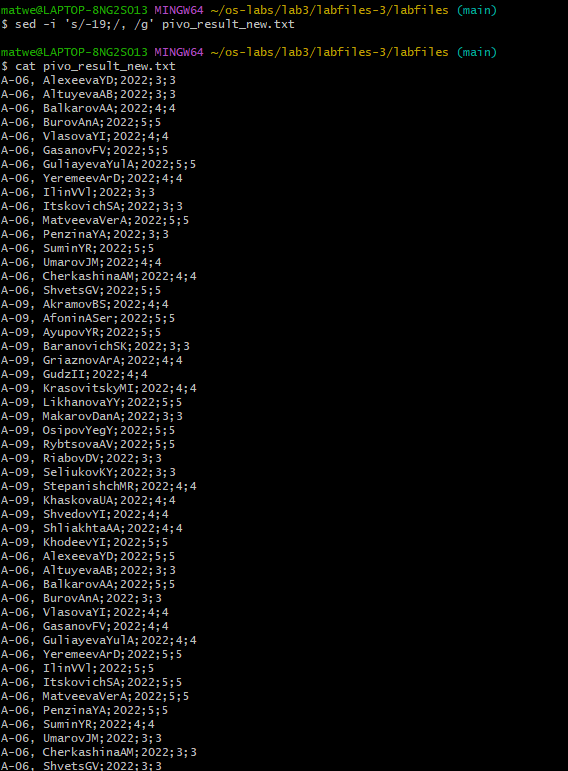 matwe@LAPTOP-8NG2SO13 MINGW64 ~/os-labs/lab3/labfiles-3/labfiles (main)
$ sed -i 's/-19;/, /g' pivo_result_new.txt
matwe@LAPTOP-8NG2SO13 MINGW64 ~/os-labs/lab3/labfiles-3/labfiles (main)
$ cat pivo_result_new.txt
A-06, AlexeevaYD;2022;3;3
A-06, AltuyevaAB;2022;3;3
A-06, BalkarovAA;2022;4;4
A-06, BurovAnA;2022;5;5
A-06, VlasovaYI;2022;4;4
A-06, GasanovFV;2022;5;5
A-06, GuliayevaYulA;2022;5;5
A-06, YeremeevArD;2022;4;4
A-06, IlinVVl;2022;3;3
A-06, ItskovichSA;2022;3;3
A-06, MatveevaVerA;2022;5;5
A-06, PenzinaYA;2022;3;3
A-06, SuminYR;2022;5;5
A-06, UmarovJM;2022;4;4
A-06, CherkashinaAM;2022;4;4
A-06, ShvetsGV;2022;5;5
A-09, AkramovBS;2022;4;4
A-09, AfoninASer;2022;5;5
A-09, AyupovYR;2022;5;5
A-09, BaranovichSK;2022;3;3
A-09, GriaznovArA;2022;4;4
A-09, GudzII;2022;4;4
A-09, KrasovitskyMI;2022;4;4
A-09, LikhanovaYY;2022;5;5
A-09, MakarovDanA;2022;3;3
A-09, OsipovYegY;2022;5;5
A-09, RybtsovaAV;2022;5;5
A-09, RiabovDV;2022;3;3
A-09, SeliukovKY;2022;3;3
A-09, StepanishchMR;2022;4;4
A-09, KhaskovaUA;2022;4;4
A-09, ShvedovYI;2022;4;4
A-09, ShliakhtaAA;2022;4;4
A-09, KhodeevYI;2022;5;5
A-06, AlexeevaYD;2022;5;5
A-06, AltuyevaAB;2022;3;3
A-06, BalkarovAA;2022;5;5
A-06, BurovAnA;2022;3;3
A-06, VlasovaYI;2022;4;4
A-06, GasanovFV;2022;4;4
A-06, GuliayevaYulA;2022;4;4
A-06, YeremeevArD;2022;5;5
A-06, IlinVVl;2022;5;5
A-06, ItskovichSA;2022;5;5
A-06, MatveevaVerA;2022;5;5
A-06, PenzinaYA;2022;5;5
A-06, SuminYR;2022;4;4
A-06, UmarovJM;2022;3;3
A-06, CherkashinaAM;2022;3;3
A-06, ShvetsGV;2022;3;3